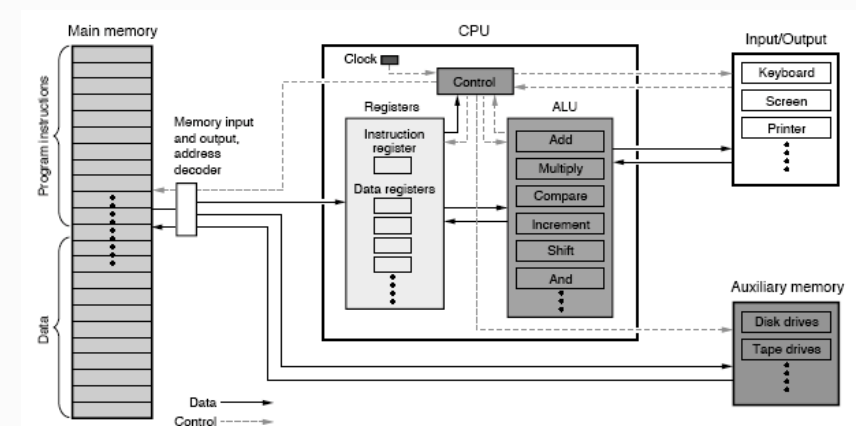 Main memory
CPU
Input/Output
Clock
Control
Keyboard
Screen
Printer
Program instructions
Memory input
and output,
address
decoder
Registers
Instruction
register
Data registers
ALU
Add
Multiply
Compare
Increment
Shift
And
Data
Auxiliary memory
Disk drives
Tape drives
Data
Control